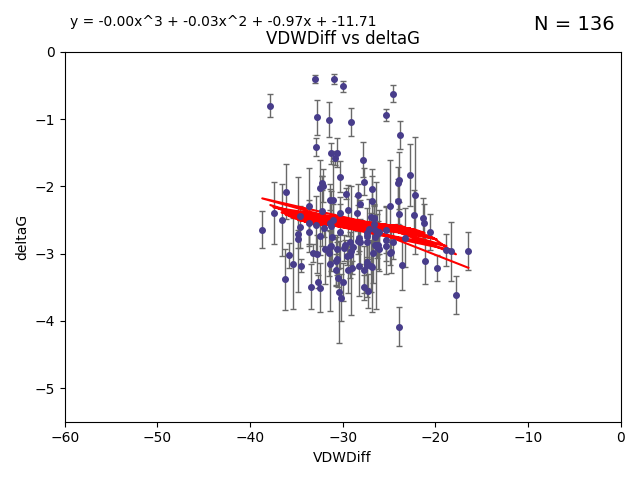 y = -0.00x^3 + -0.03x^2 + -0.97x + -11.71
N = 136
VDWDiff vs deltaG
0
−1
−2
−3
−4
−5
deltaG
−60 −50 −40 −30 −20 −10 0
VDWDiff